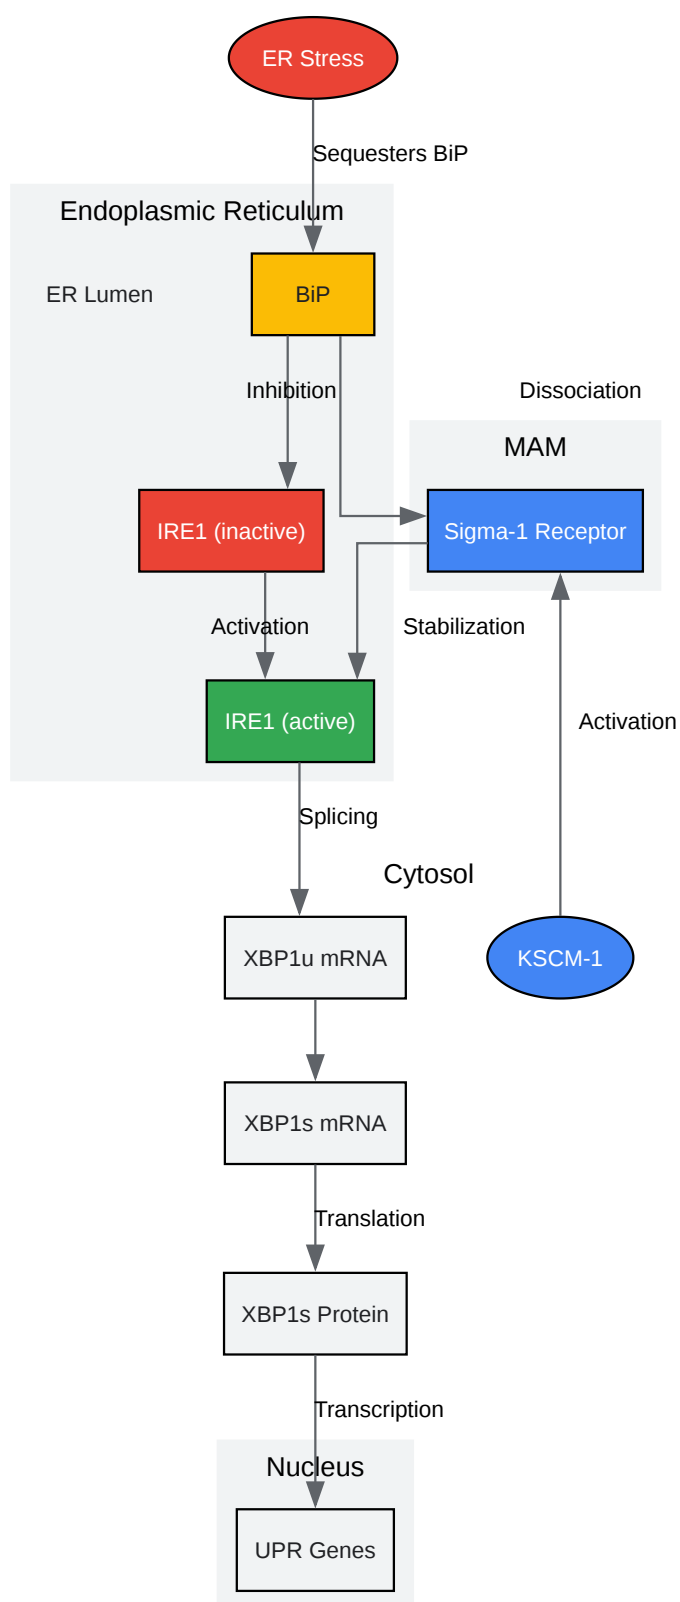 ER Stress
Sequesters BiP
Endoplasmic Reticulum
ER Lumen
BiP
Inhibition
Dissociation
MAM
IRE1 (inactive)
Sigma-1 Receptor
Activation
Stabilization
IRE1 (active)
Activation
Splicing
Cytosol
XBP1u mRNA
KSCM-1
XBP1s mRNA
Translation
XBP1s Protein
Transcription
Nucleus
UPR Genes